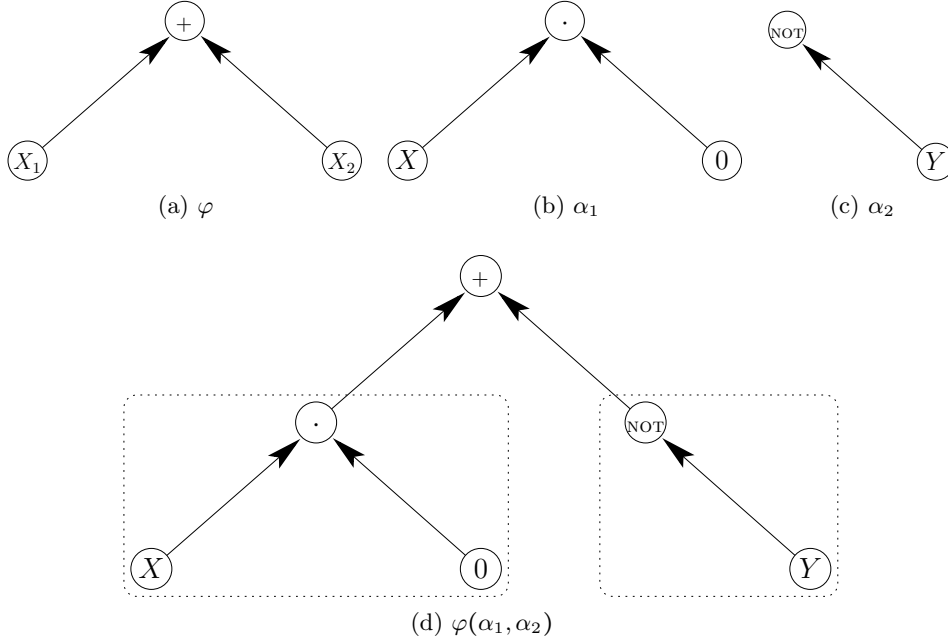 + · NOT
X₁ X₂ X 0 Y
(a) φ (b) α₁ (c) α₂
+
· NOT
X 0 Y
(d) φ(α₁, α₂)